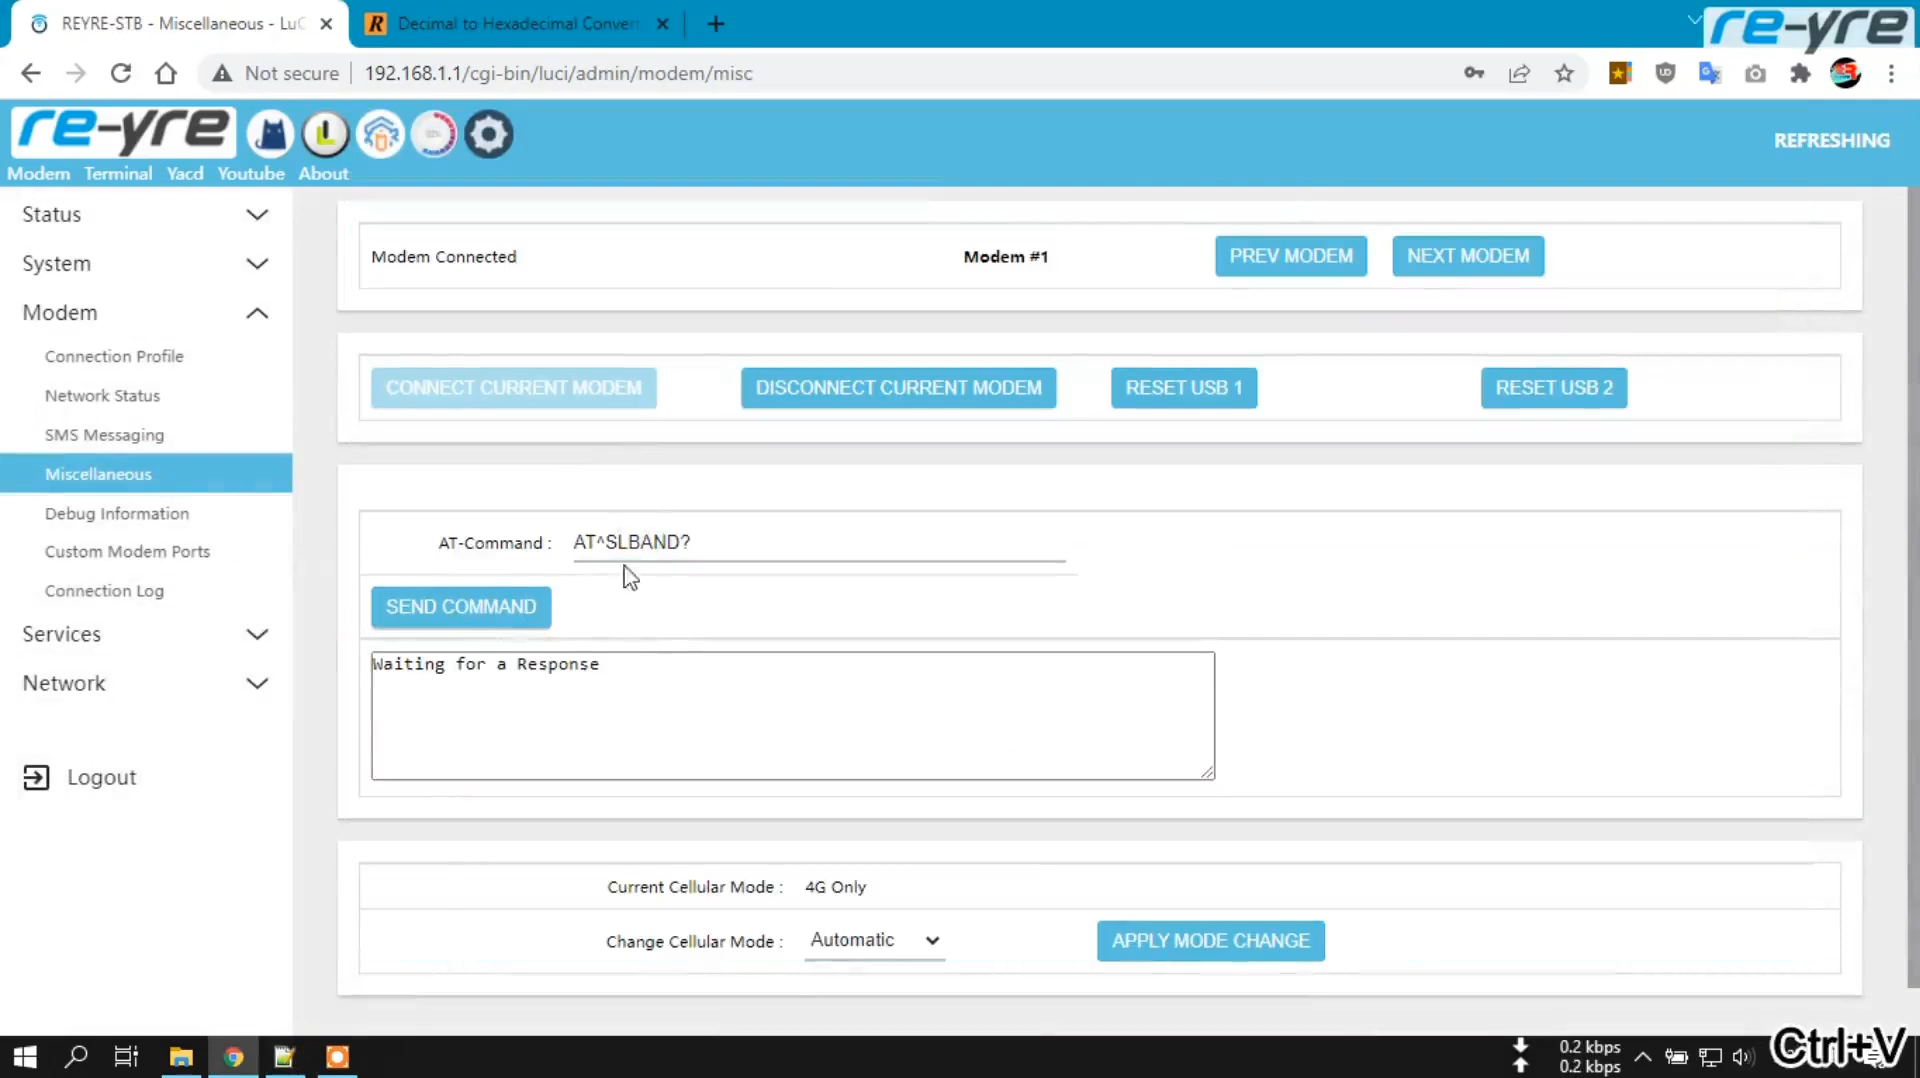 REYRE-STB - Miscellaneous - LuC
Decimal to Hexadecimal Convert
re-yre
Not secure
192.168.1.1/cgi-bin/luci/admin/modem/misc
re-yre
REFRESHING
Modem Terminal Yacd Youtube About
Status
System
Modem
Connection Profile
Network Status
SMS Messaging
Miscellaneous
Debug Information
Custom Modem Ports
Connection Log
Services
Network
Logout
Modem Connected
Modem #1
PREV MODEM
NEXT MODEM
CONNECT CURRENT MODEM
DISCONNECT CURRENT MODEM
RESET USB 1
RESET USB 2
AT-Command :
AT^SLBAND?
SEND COMMAND
Waiting for a Response
Current Cellular Mode :
4G Only
Change Cellular Mode :
Automatic
APPLY MODE CHANGE
0.2 kbps
0.2 kbps
Ctrl+V